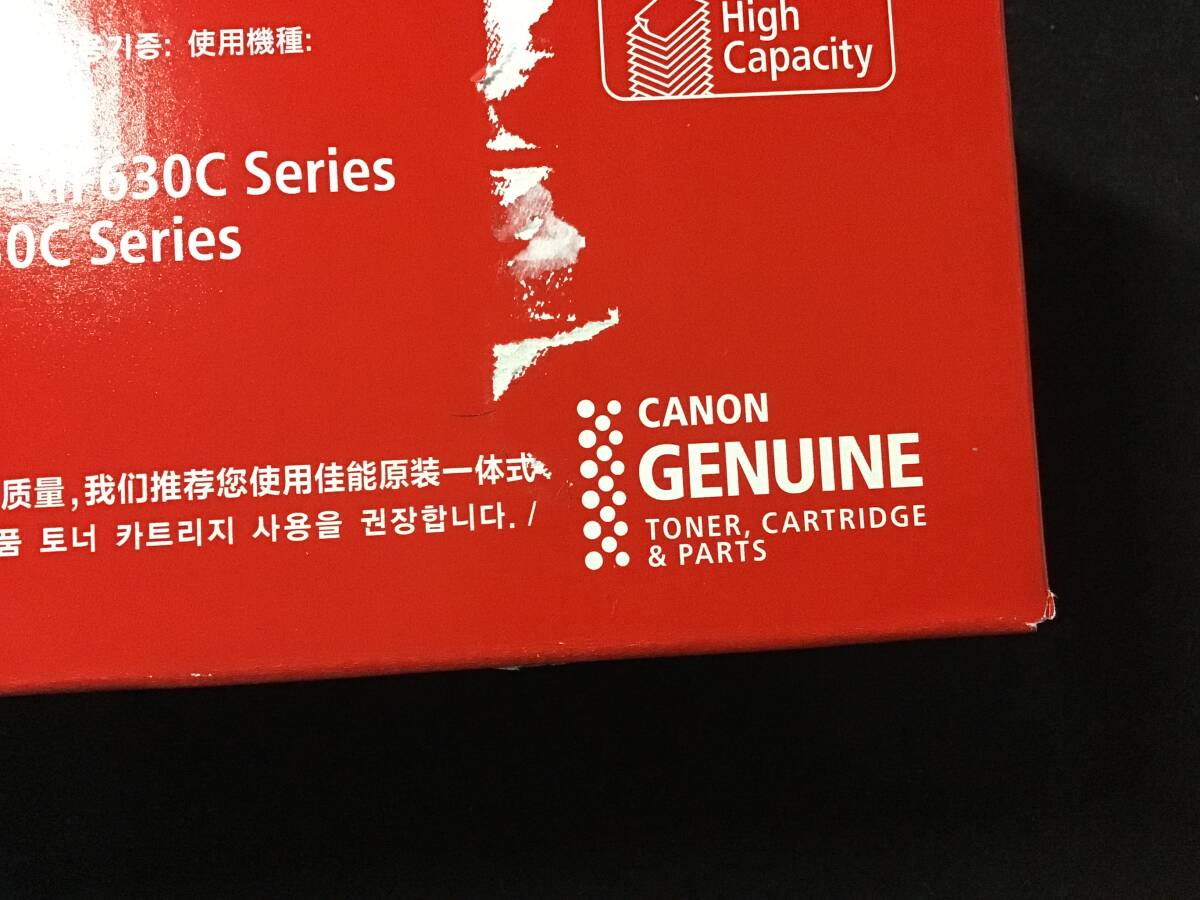 High
Capacity
기종: 使用機種:
630C Series
0C Series
CANON
GENUINE
TONER, CARTRIDGE
& PARTS
质量,我们推荐您使用佳能原装一体式
품 토너 카트리지 사용을 권장합니다. /